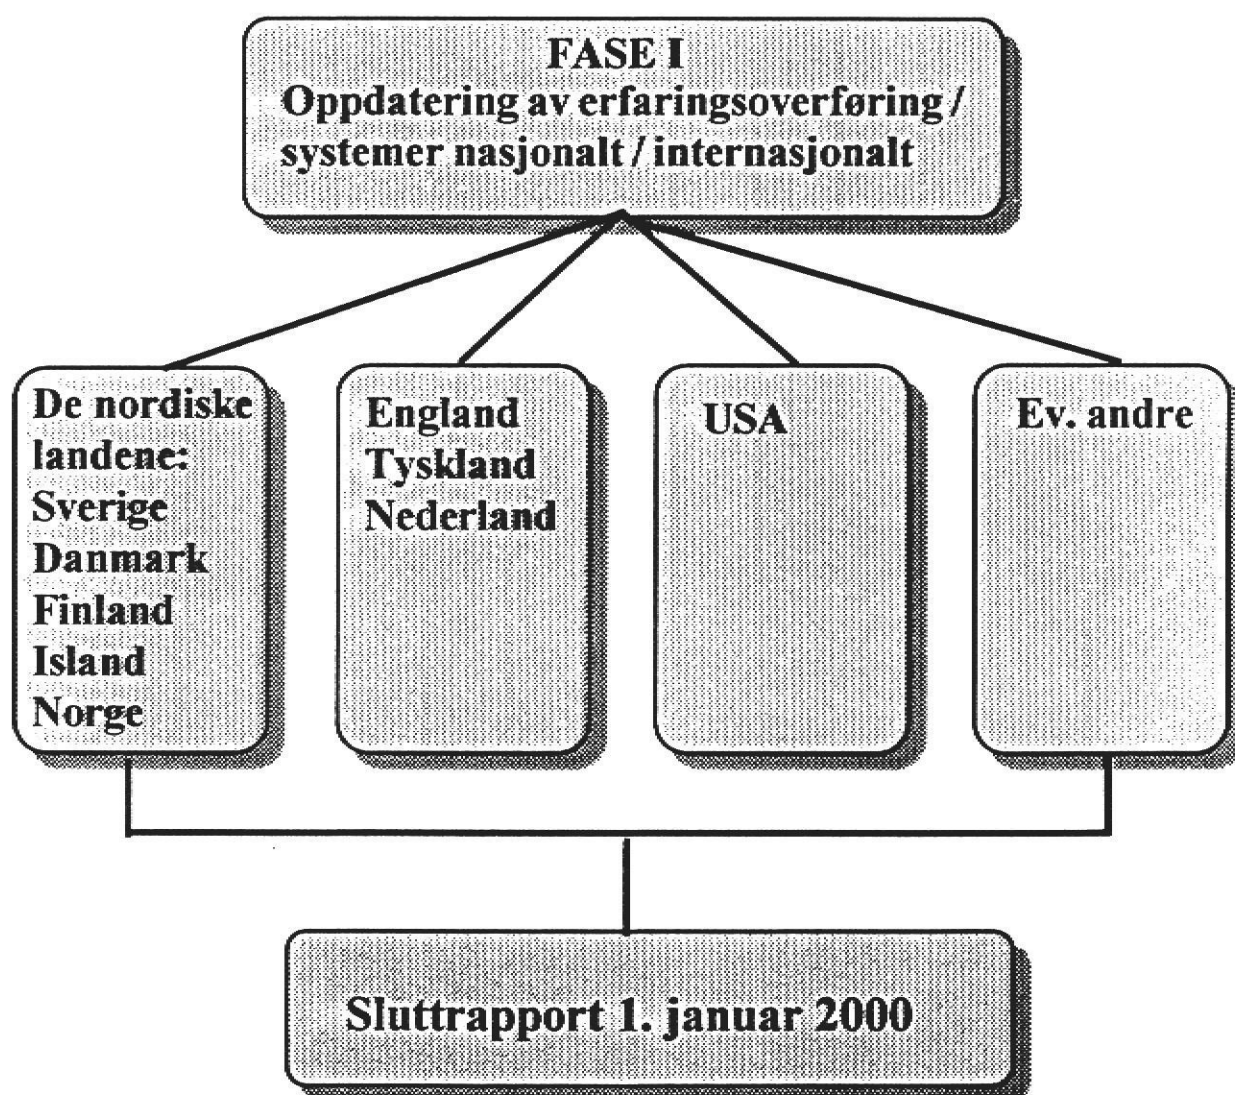 FASE I
Oppdatering av erfaringsoverføring /
systemer nasjonalt / internasjonalt
De nordiske
landene:
Sverige
Danmark
Finland
Island
Norge
England
Tyskland
Nederland
USA
Ev. andre
Sluttrapport 1. januar 2000